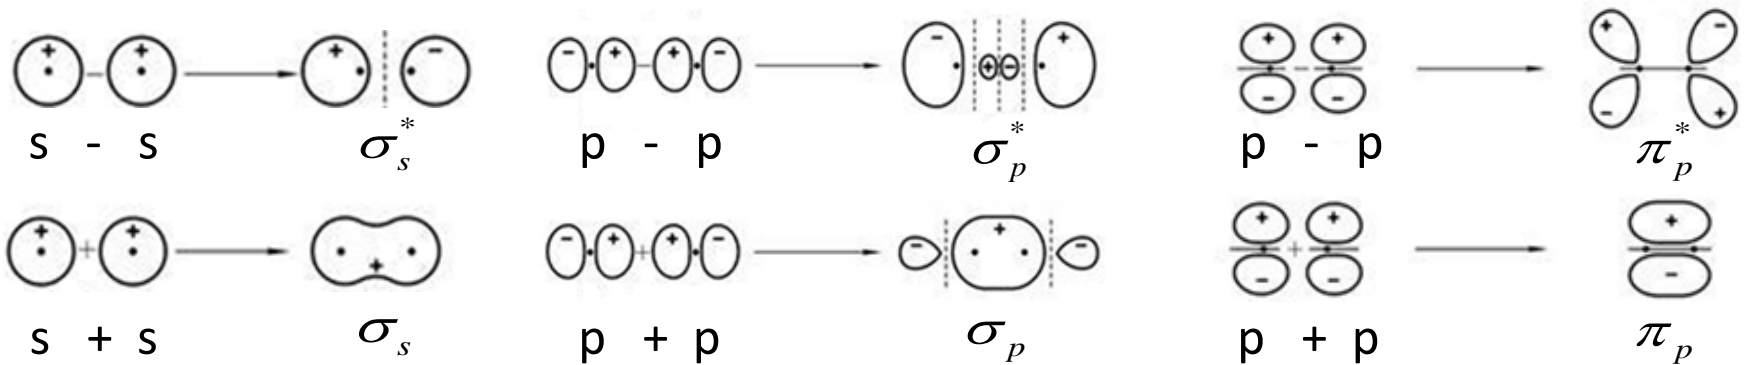 + - + + -
- + - + - - + - +
+ - + + - - - +
s - s σ*s p - p σ*p p - p π*p
+ + + +
- + + + - - + -
+ + + - - + -
s + s σs p + p σp p + p πp